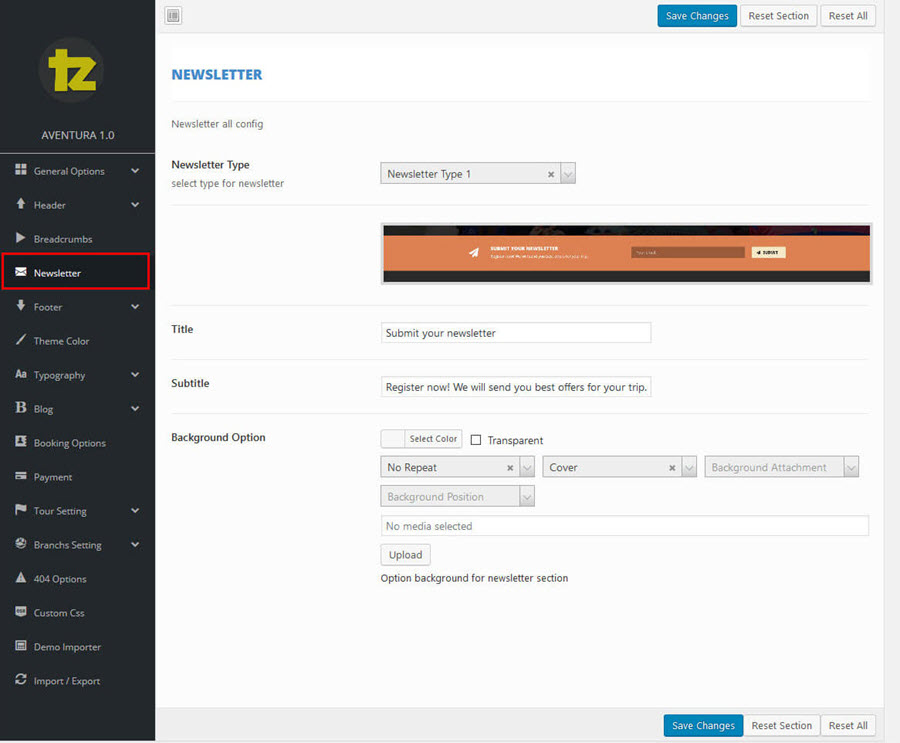 Save Changes Reset Section Reset All
tz
AVENTURA 1.0
General Options
Header
Breadcrumbs
Newsletter
Footer
Theme Color
Aa Typography
B Blog
Booking Options
Payment
Tour Setting
Branchs Setting
404 Options
Custom Css
Demo Importer
Import / Export
NEWSLETTER
Newsletter all config
Newsletter Type
select type for newsletter
Newsletter Type 1
SUBMIT YOUR NEWSLETTER
SUBMIT
Title
Submit your newsletter
Subtitle
Register now! We will send you best offers for your trip.
Background Option
Select Color Transparent
No Repeat Cover Background Attachment
Background Position
No media selected
Upload
Option background for newsletter section
Save Changes Reset Section Reset All